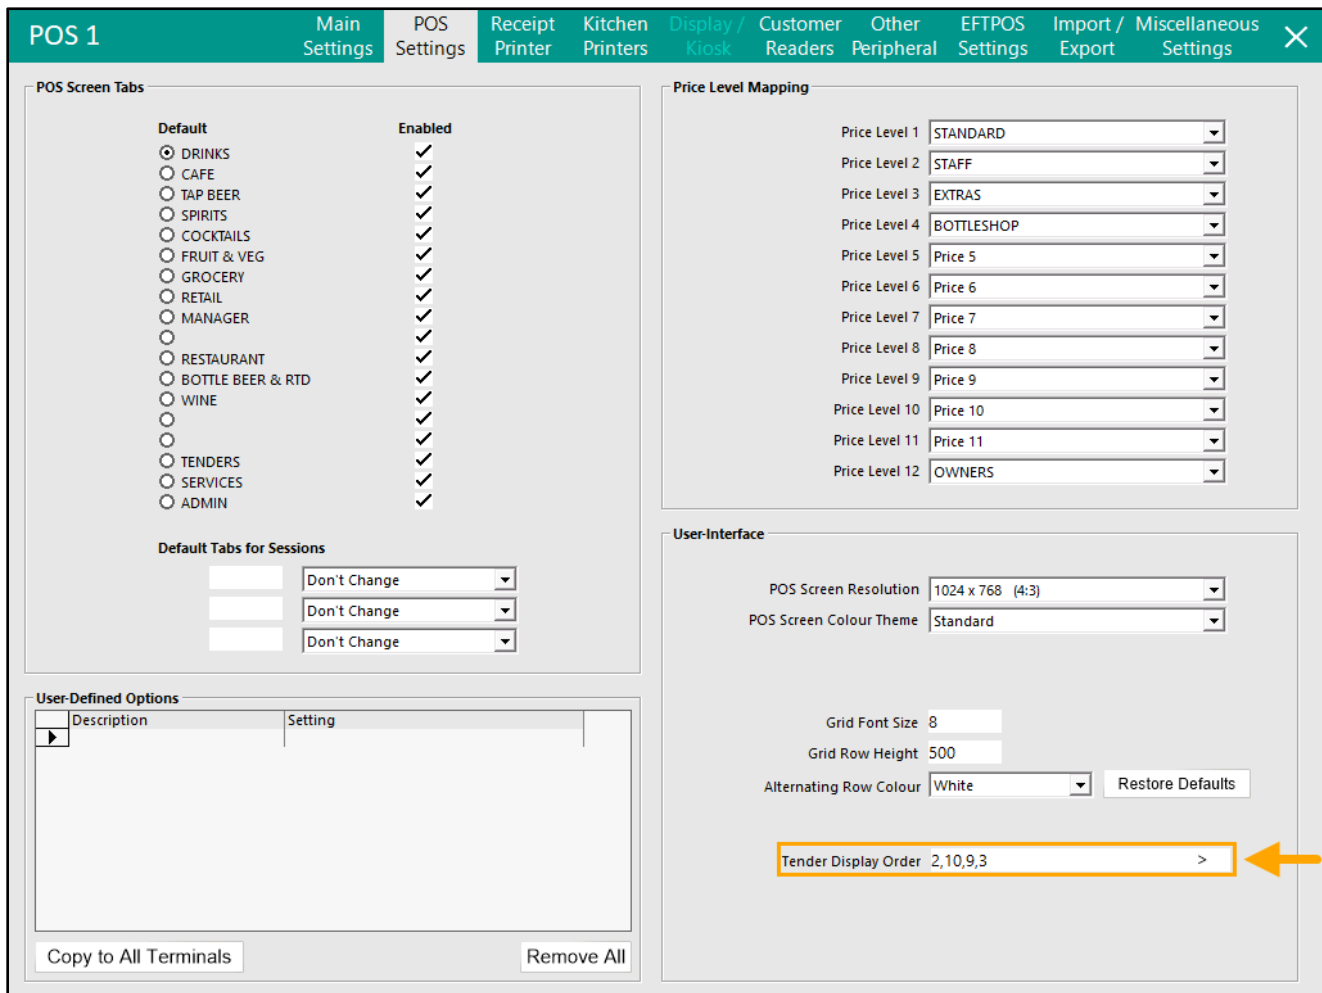 POS 1
Main Settings
POS Settings
Receipt Printer
Kitchen Printers
Display / Kiosk
Customer Readers
Other Peripheral
EFTPOS Settings
Import / Export
Miscellaneous Settings
POS Screen Tabs
Default Enabled
DRINKS
CAFE
TAP BEER
SPIRITS
COCKTAILS
FRUIT & VEG
GROCERY
RETAIL
MANAGER
RESTAURANT
BOTTLE BEER & RTD
WINE
TENDERS
SERVICES
ADMIN
Default Tabs for Sessions
Don't Change
Don't Change
Don't Change
User-Defined Options
Description Setting
Copy to All Terminals Remove All
Price Level Mapping
Price Level 1 STANDARD
Price Level 2 STAFF
Price Level 3 EXTRAS
Price Level 4 BOTTLESHOP
Price Level 5 Price 5
Price Level 6 Price 6
Price Level 7 Price 7
Price Level 8 Price 8
Price Level 9 Price 9
Price Level 10 Price 10
Price Level 11 Price 11
Price Level 12 OWNERS
User-Interface
POS Screen Resolution 1024 x 768 (4:3)
POS Screen Colour Theme Standard
Grid Font Size 8
Grid Row Height 500
Alternating Row Colour White Restore Defaults
Tender Display Order 2,10,9,3 >